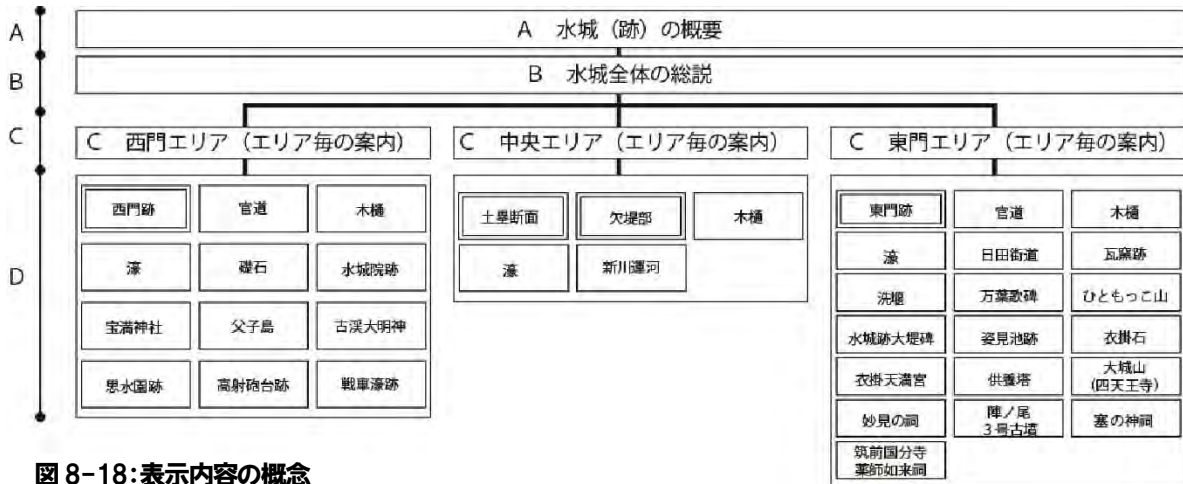 A
A 水城（跡）の概要
B
B 水城全体の総説
C
C 西門エリア（エリア毎の案内）
C 中央エリア（エリア毎の案内）
C 東門エリア（エリア毎の案内）
D
西門跡 官道 木樋
濠 礎石 水城院跡
宝満神社 父子島 古渓大明神
思水園跡 高射砲台跡 戦車濠跡
土塁断面 欠堤部 木樋
濠 新川運河
東門跡 官道 木樋
濠 日田街道 瓦窯跡
洗堰 万葉歌碑 ひともっこ山
水城跡大堤碑 姿見池跡 衣掛石
衣掛天満宮 供養塔 大城山
(四天王寺)
妙見の祠 陣ノ尾
３号古墳 塞の神祠
筑前国分寺
薬師如来祠
図 8-18：表示内容の概念